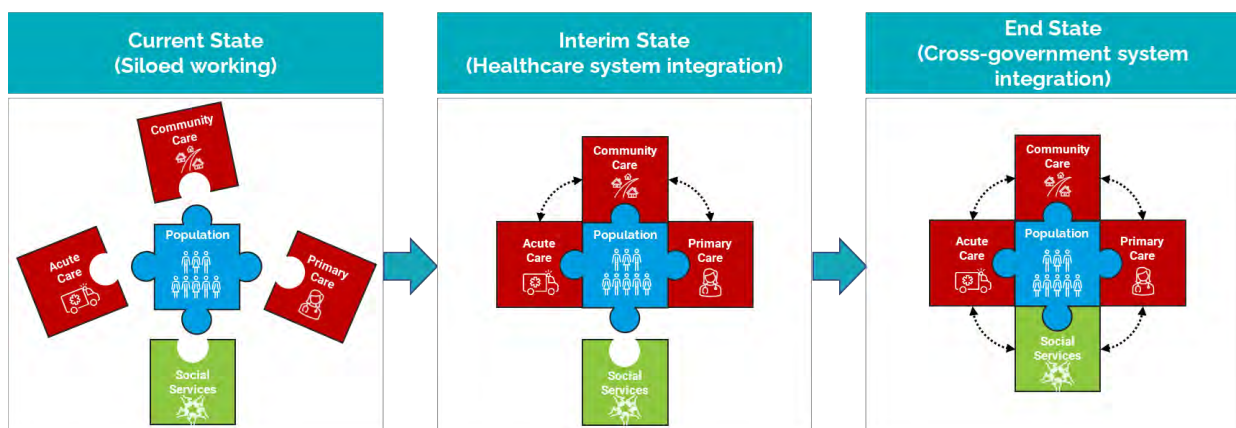 Current State
(Siloed working)
Community
Care
Population
Acute
Care
Primary
Care
Social
Services
Interim State
(Healthcare system integration)
Community
Care
Acute
Care
Population
Primary
Care
Social
Services
End State
(Cross-government system
integration)
Community
Care
Acute
Care
Population
Primary
Care
Social
Services